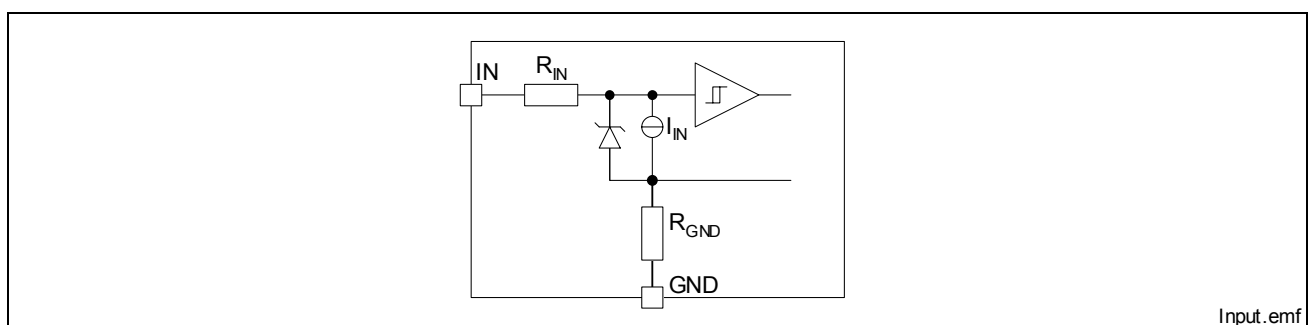 IN
R_IN
I_IN
R_GND
GND
Input.emf